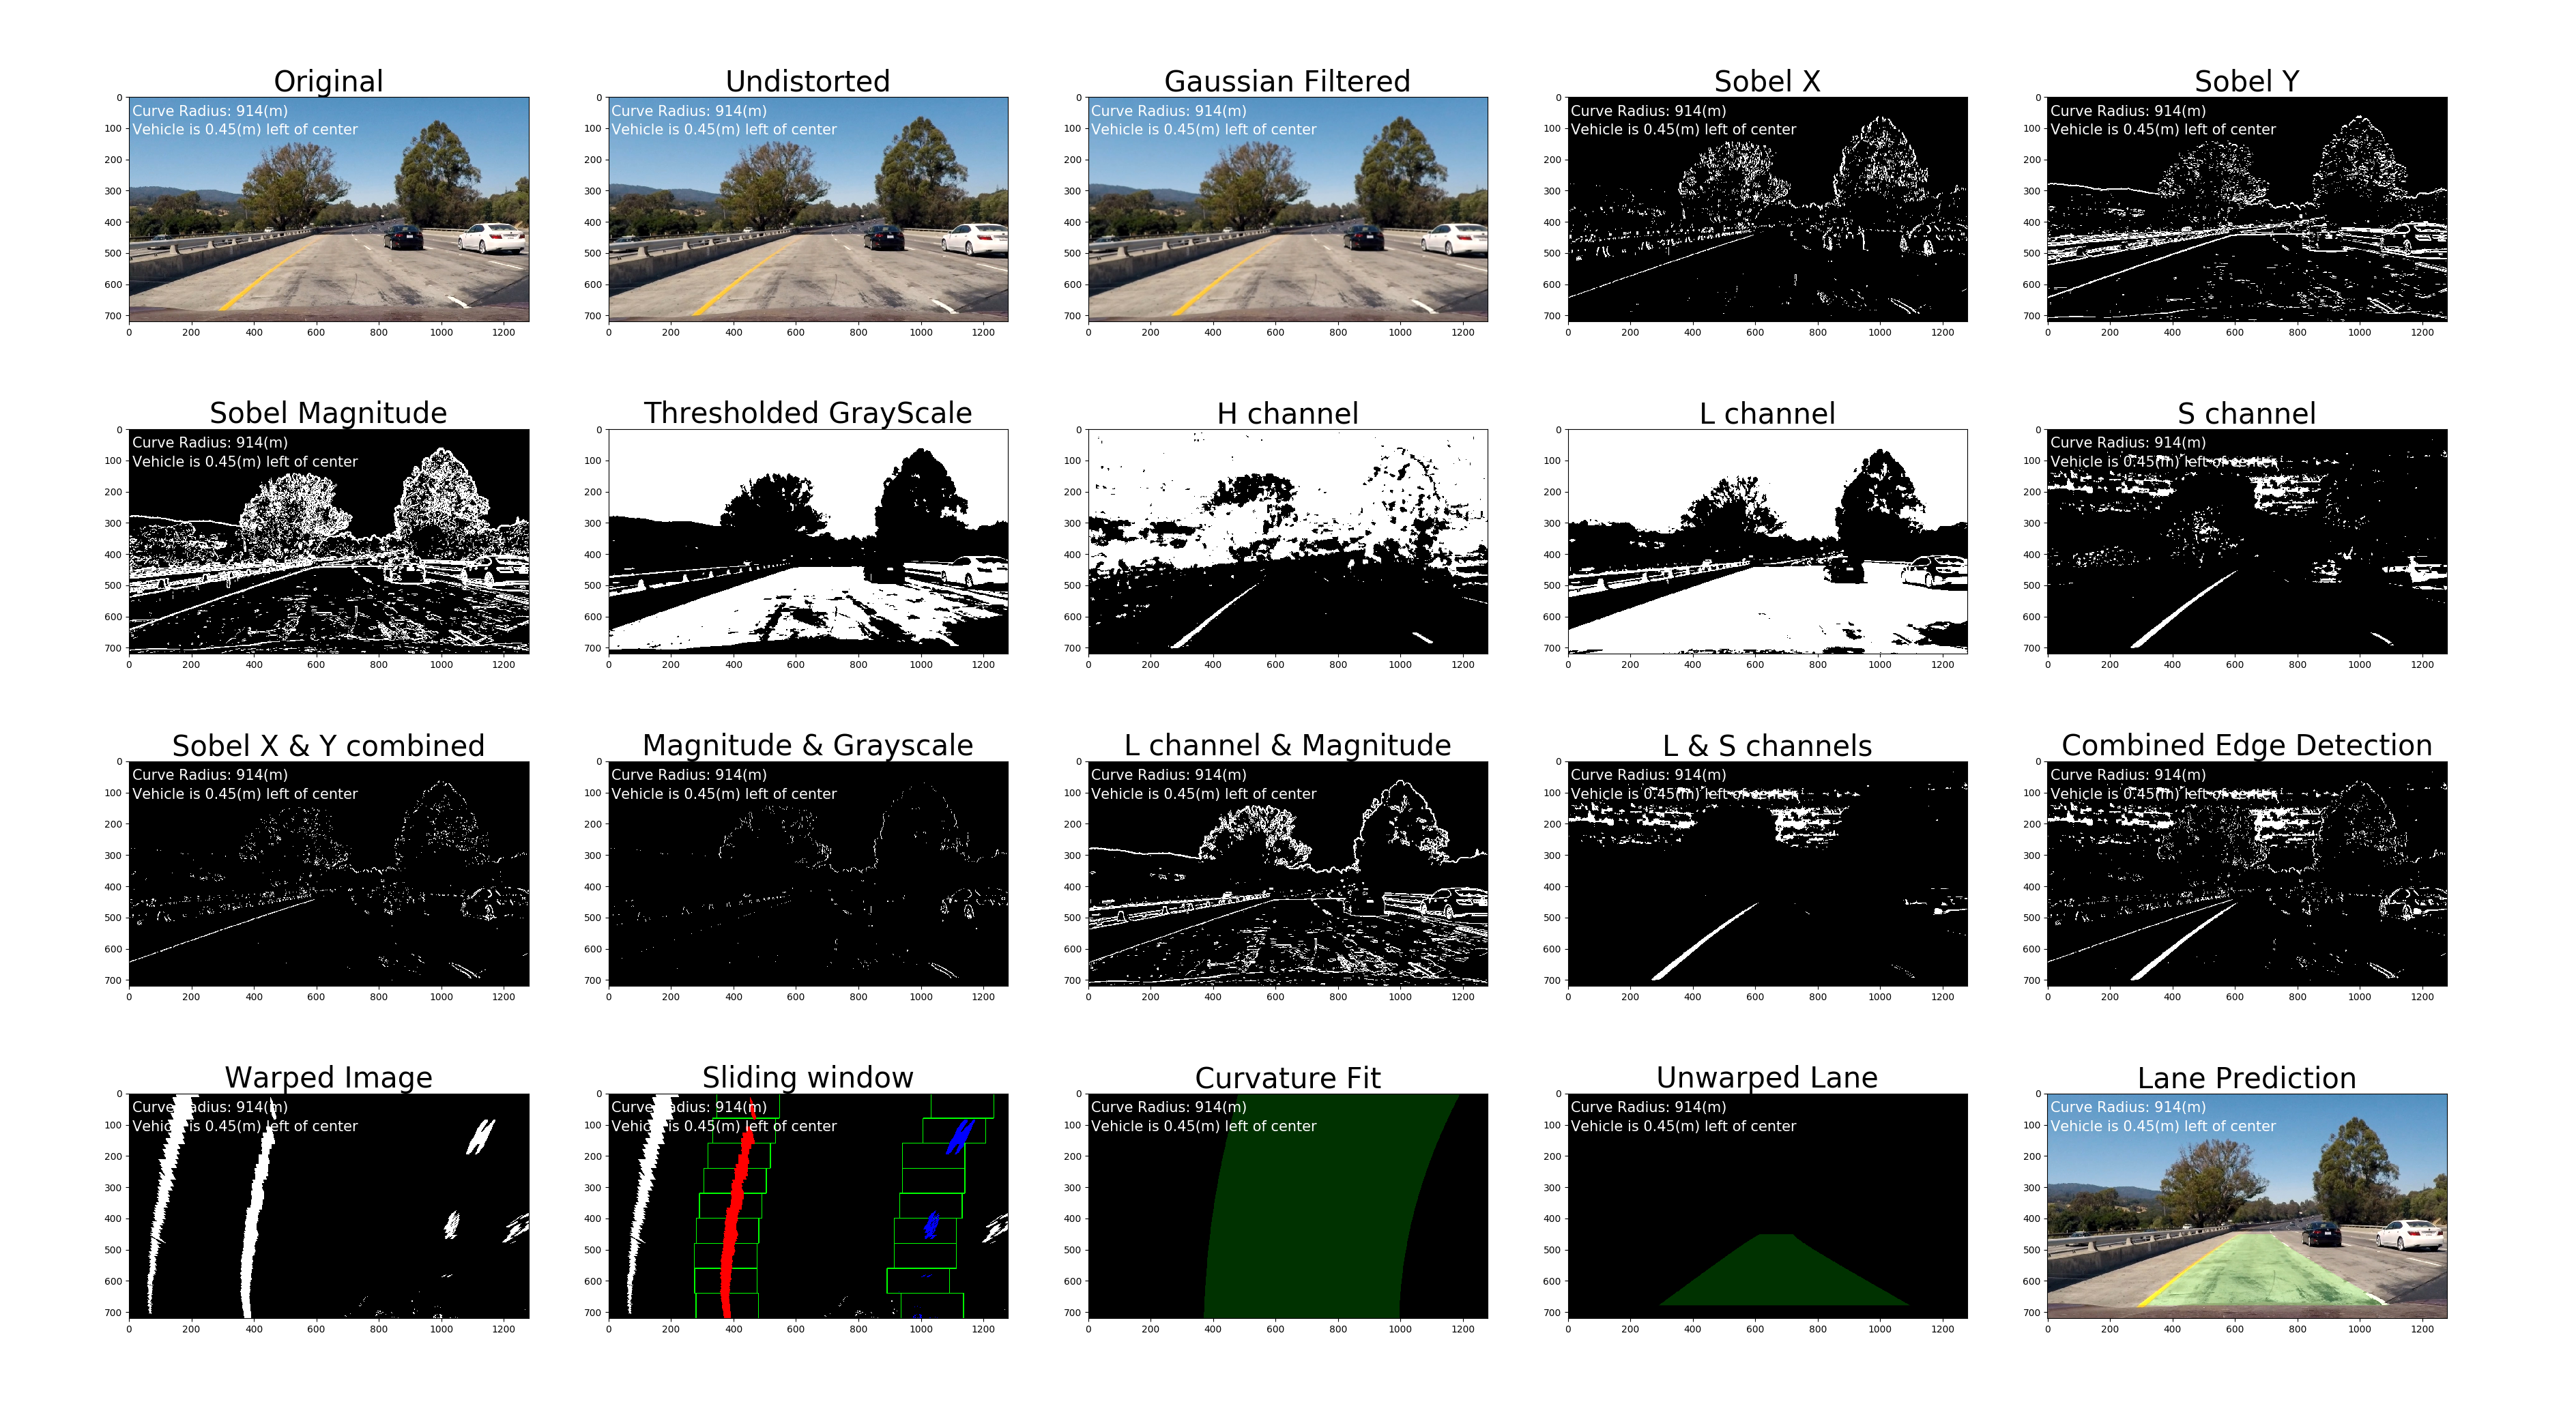 Original Undistorted Gaussian Filtered Sobel X Sobel Y
0 0 0 0 0
Curve Radius: 914(m) Curve Radius: 914(m) Curve Radius: 914(m) Curve Radius: 914(m) Curve Radius: 914(m)
100 Vehicle is 0.45(m) left of center 100 Vehicle is 0.45(m) left of center 100 Vehicle is 0.45(m) left of center 100 Vehicle is 0.45(m) left of center 100 Vehicle is 0.45(m) left of center
200 200 200 200 200
300 300 300 300 300
400 400 400 400 400
500 500 500 500 500
600 600 600 600 600
700 700 700 700 700
0 200 400 600 800 1000 1200 0 200 400 600 800 1000 1200 0 200 400 600 800 1000 1200 0 200 400 600 800 1000 1200 0 200 400 600 800 1000 1200
Sobel Magnitude Thresholded GrayScale H channel L channel S channel
0 0 0 0 0
Curve Radius: 914(m) Curve Radius: 914(m)
100 Vehicle is 0.45(m) left of center 100 100 100 100 Vehicle is 0.45(m) left of center
200 200 200 200 200
300 300 300 300 300
400 400 400 400 400
500 500 500 500 500
600 600 600 600 600
700 700 700 700 700
0 200 400 600 800 1000 1200 0 200 400 600 800 1000 1200 0 200 400 600 800 1000 1200 0 200 400 600 800 1000 1200 0 200 400 600 800 1000 1200
Sobel X & Y combined Magnitude & Grayscale L channel & Magnitude L & S channels Combined Edge Detection
0 0 0 0 0
Curve Radius: 914(m) Curve Radius: 914(m) Curve Radius: 914(m) Curve Radius: 914(m) Curve Radius: 914(m)
100 Vehicle is 0.45(m) left of center 100 Vehicle is 0.45(m) left of center 100 Vehicle is 0.45(m) left of center 100 Vehicle is 0.45(m) left of center 100 Vehicle is 0.45(m) left of center
200 200 200 200 200
300 300 300 300 300
400 400 400 400 400
500 500 500 500 500
600 600 600 600 600
700 700 700 700 700
0 200 400 600 800 1000 1200 0 200 400 600 800 1000 1200 0 200 400 600 800 1000 1200 0 200 400 600 800 1000 1200 0 200 400 600 800 1000 1200
Warped Image Sliding window Curvature Fit Unwarped Lane Lane Prediction
0 0 0 0 0
Curve Radius: 914(m) Curve Radius: 914(m) Curve Radius: 914(m) Curve Radius: 914(m) Curve Radius: 914(m)
100 Vehicle is 0.45(m) left of center 100 Vehicle is 0.45(m) left of center 100 Vehicle is 0.45(m) left of center 100 Vehicle is 0.45(m) left of center 100 Vehicle is 0.45(m) left of center
200 200 200 200 200
300 300 300 300 300
400 400 400 400 400
500 500 500 500 500
600 600 600 600 600
700 700 700 700 700
0 200 400 600 800 1000 1200 0 200 400 600 800 1000 1200 0 200 400 600 800 1000 1200 0 200 400 600 800 1000 1200 0 200 400 600 800 1000 1200